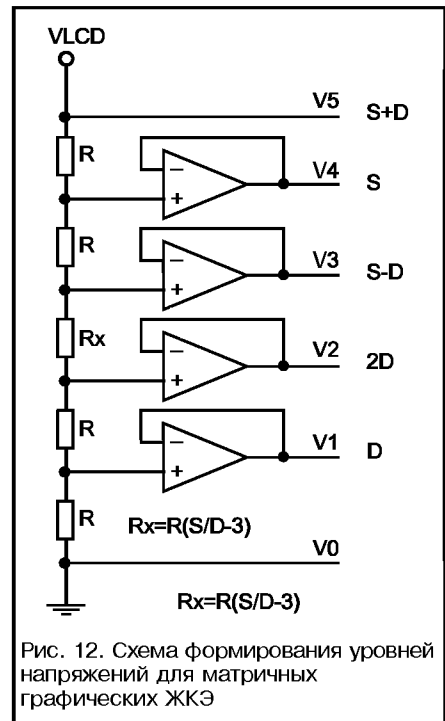 VLCD
V5 S+D
R
V4 S
R
V3 S-D
Rx
V2 2D
R
V1 D
R
Rx=R(S/D-3)
V0
Rx=R(S/D-3)
Рис. 12. Схема формирования уровней
напряжений для матричных
графических ЖКЭ